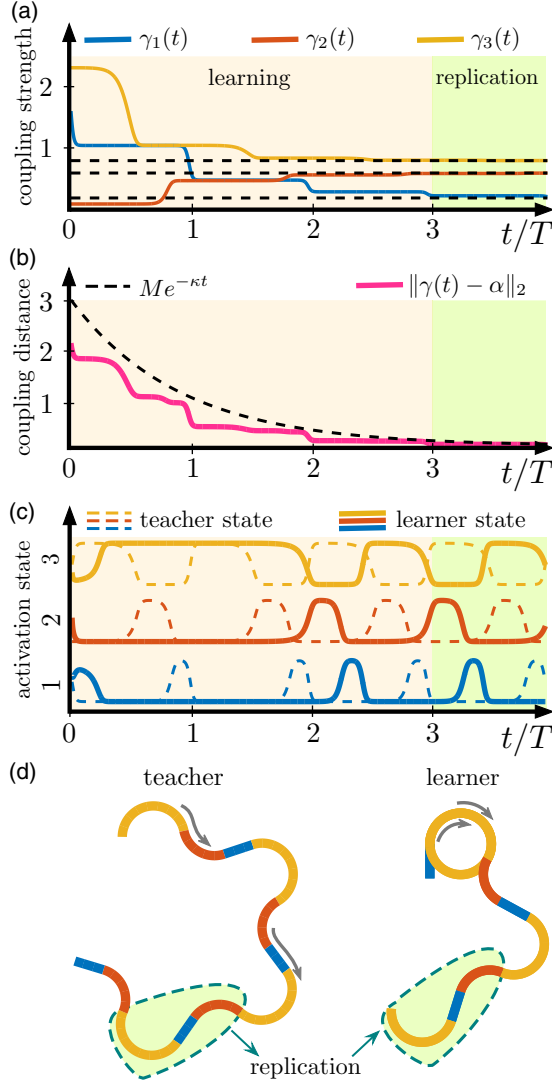 (a)
γ₁(t) γ₂(t) γ₃(t)
coupling strength
learning
replication
2
1
0 1 2 3 t/T
(b)
Me^{-κt} ‖γ(t) − α‖₂
coupling distance
3
2
1
0 1 2 3 t/T
(c)
teacher state learner state
activation state
3
2
1
0 1 2 3 t/T
(d)
teacher learner
replication